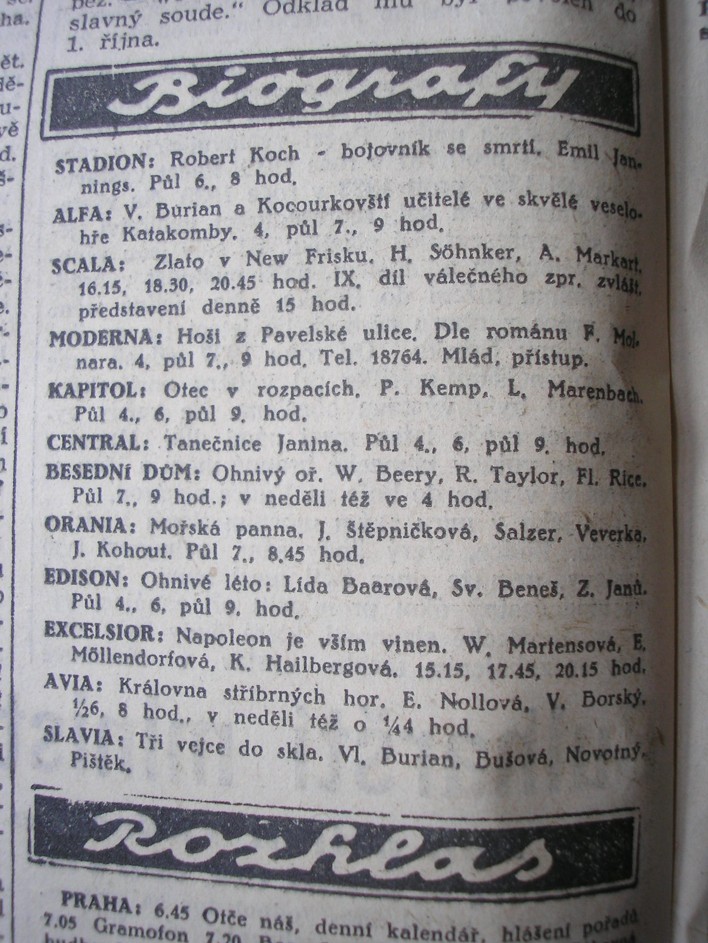 slavný soude.“ Odklad mu byl povolen do
1. října.
ha.
ět.
dě-
u-
vě
d.
Biografy
STADION: Robert Koch - bojovník se smrtí. Emil Jan-
nings. Půl 6., 8 hod.
ALFA: V. Burian a Kocourkovští učitelé ve skvělé veselo-
hře Katakomby. 4, půl 7., 9 hod.
SCALA: Zlato v New Frisku. H. Söhnker, A. Markart.
16.15, 18.30, 20.45 hod. IX. díl válečného zpr. zvlášt.
představení denně 15 hod.
MODERNA: Hoši z Pavelské ulice. Dle románu F. Mol-
nara. 4, půl 7., 9 hod. Tel. 18764. Mlád. přístup.
KAPITOL: Otec v rozpacích. P. Kemp, L. Marenbach.
Půl 4., 6, půl 9. hod.
CENTRAL: Tanečnice Janina. Půl 4., 6, půl 9. hod.
BESEDNÍ DŮM: Ohnivý oř. W. Beery, R. Taylor, Fl. Rice.
Půl 7., 9 hod.; v neděli též ve 4 hod.
ORANIA: Mořská panna. J. Štěpničková, Salzer, Veverka,
J. Kohout. Půl 7., 8.45 hod.
EDISON: Ohnivé léto: Lída Baarová, Sv. Beneš, Z. Janů.
Půl 4., 6, půl 9. hod.
EXCELSIOR: Napoleon je vším vinen. W. Martensová, E.
Möllendorfová, K. Hailbergová. 15.15, 17.45, 20.15 hod.
AVIA: Královna stříbrných hor. E. Nollová, V. Borský.
½6, 8 hod., v neděli též o ¼4 hod.
SLAVIA: Tři vejce do skla. Vl. Burian, Bušová, Novotný.
Pištěk.
Rozhlas
PRAHA: 6.45 Otče náš, denní kalendář, hlášení pořadů
7.05 Gramofon 7.20